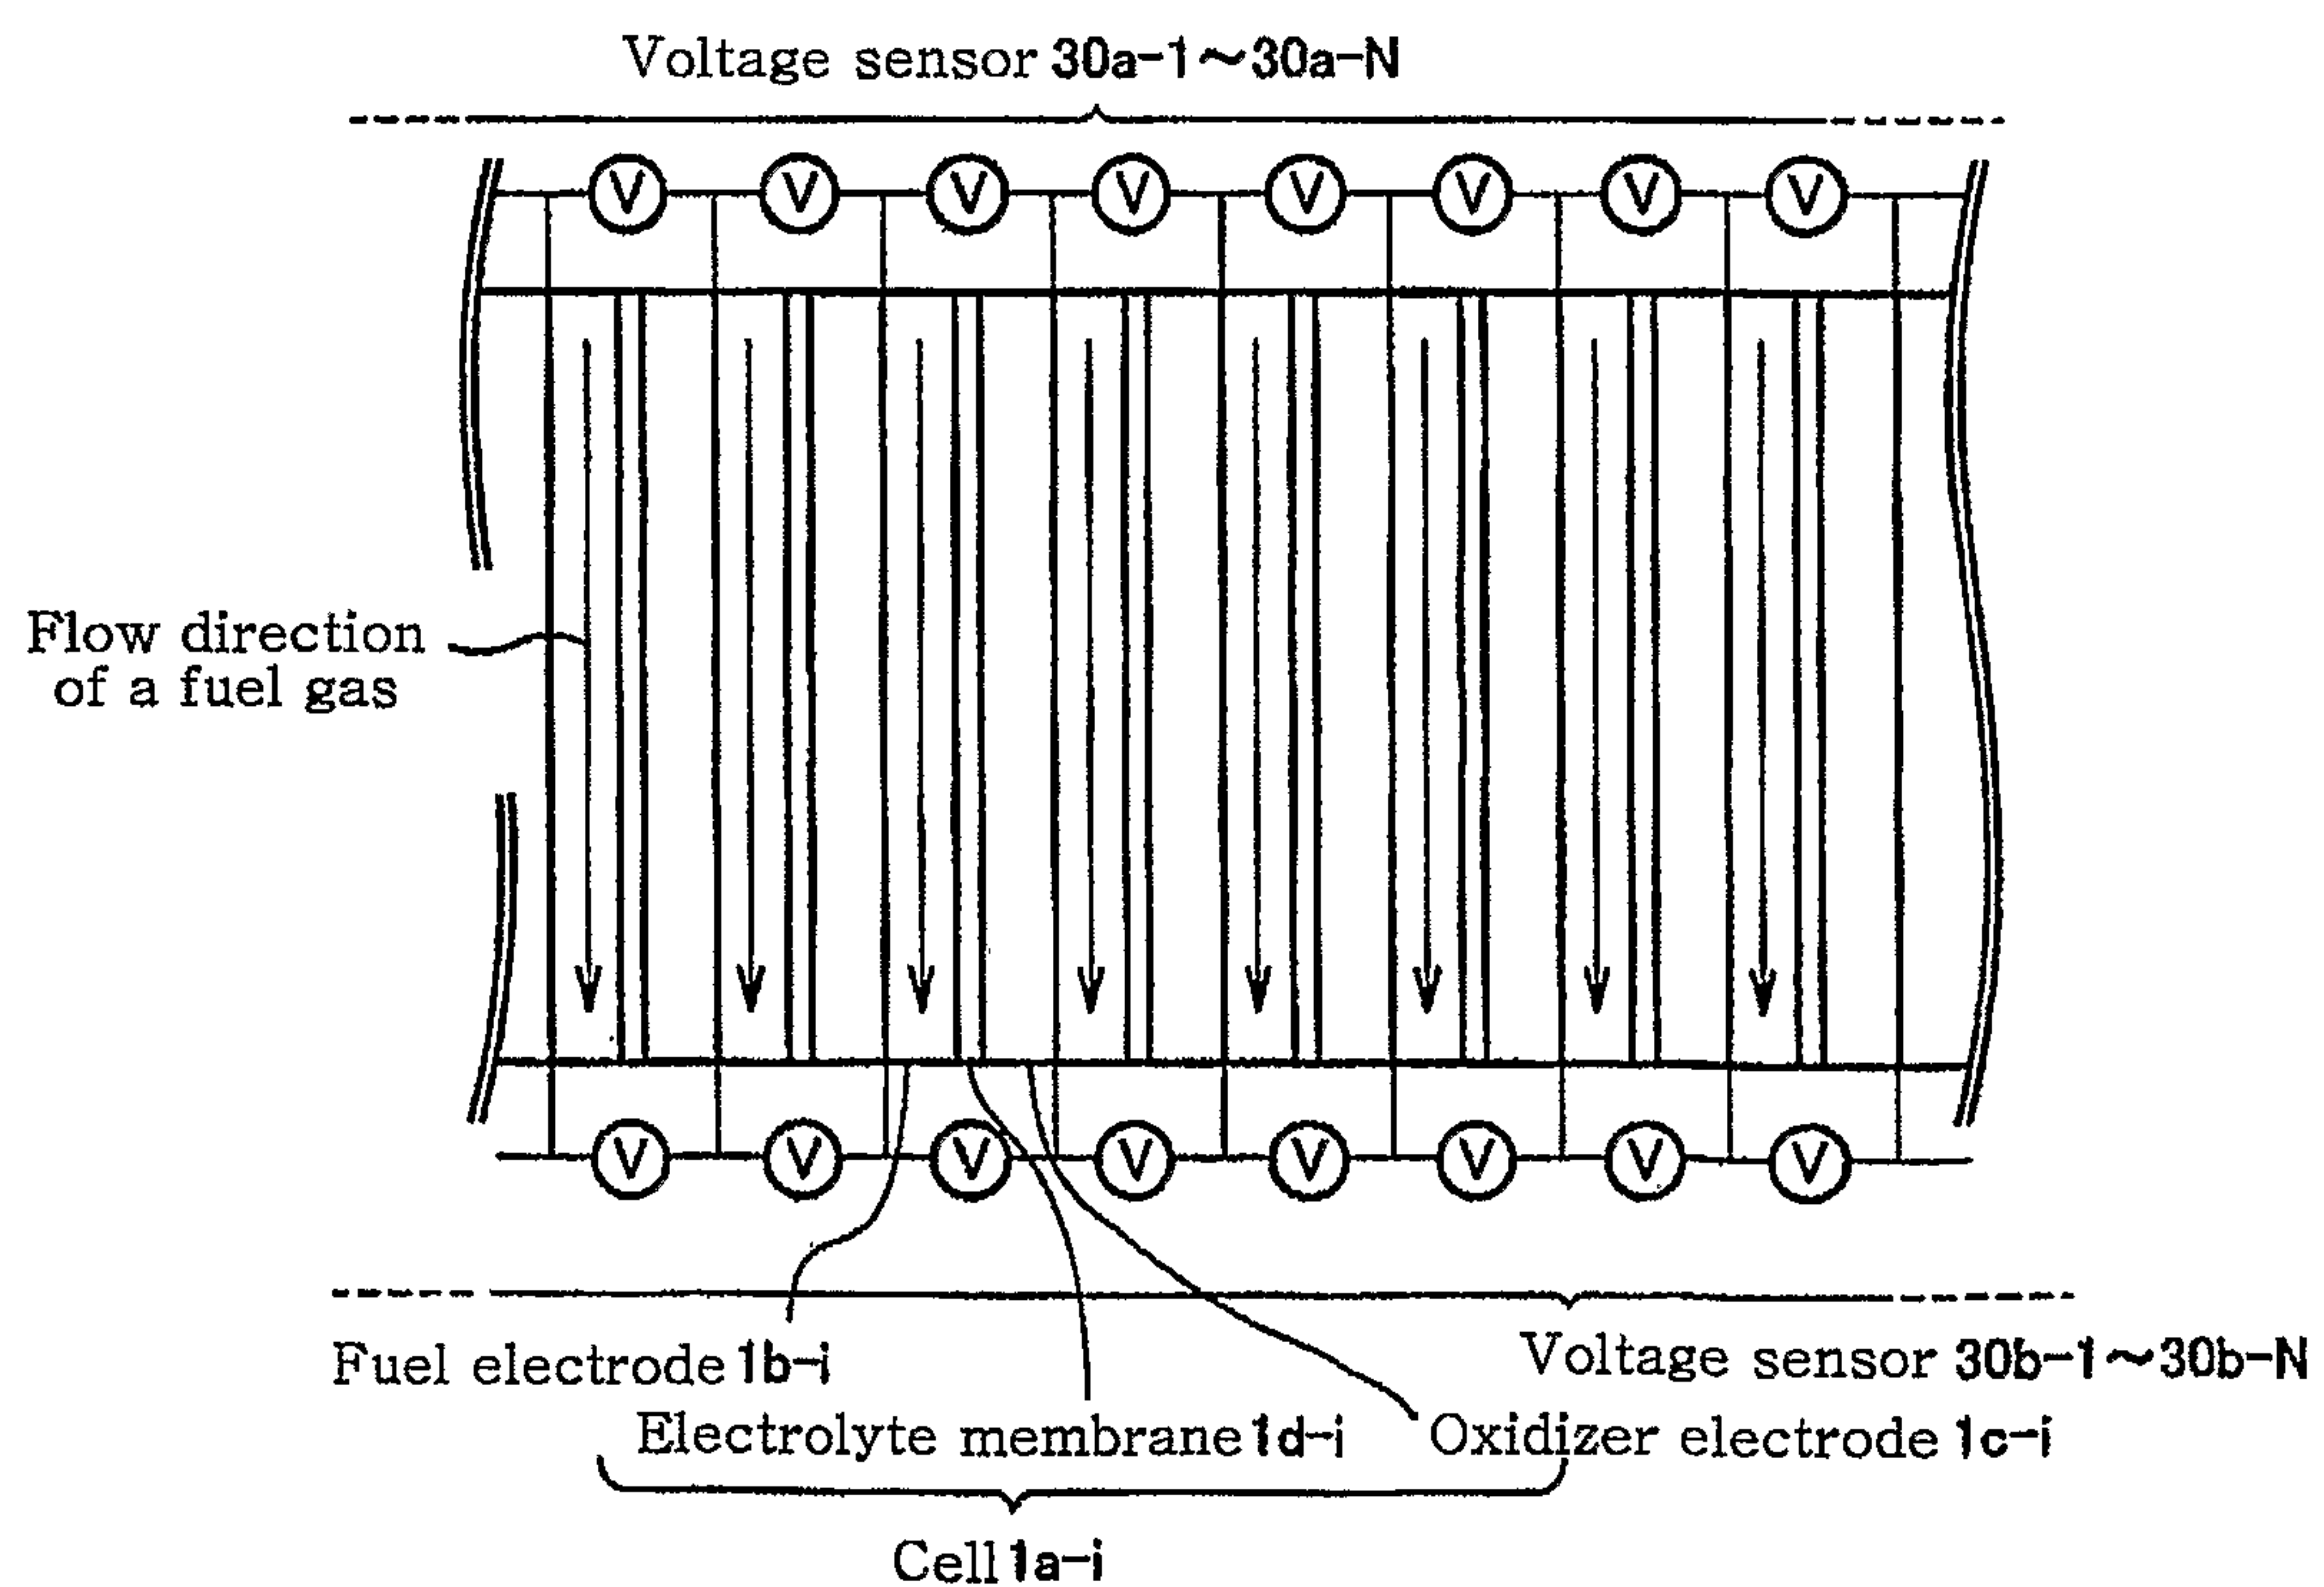 Voltage sensor 30a-1~30a-N
V V V V V V V V
Flow direction
of a fuel gas
V V V V V V V V
Fuel electrode 1b-i
Voltage sensor 30b-1~30b-N
Electrolyte membrane 1d-i
Oxidizer electrode 1c-i
Cell 1a-i